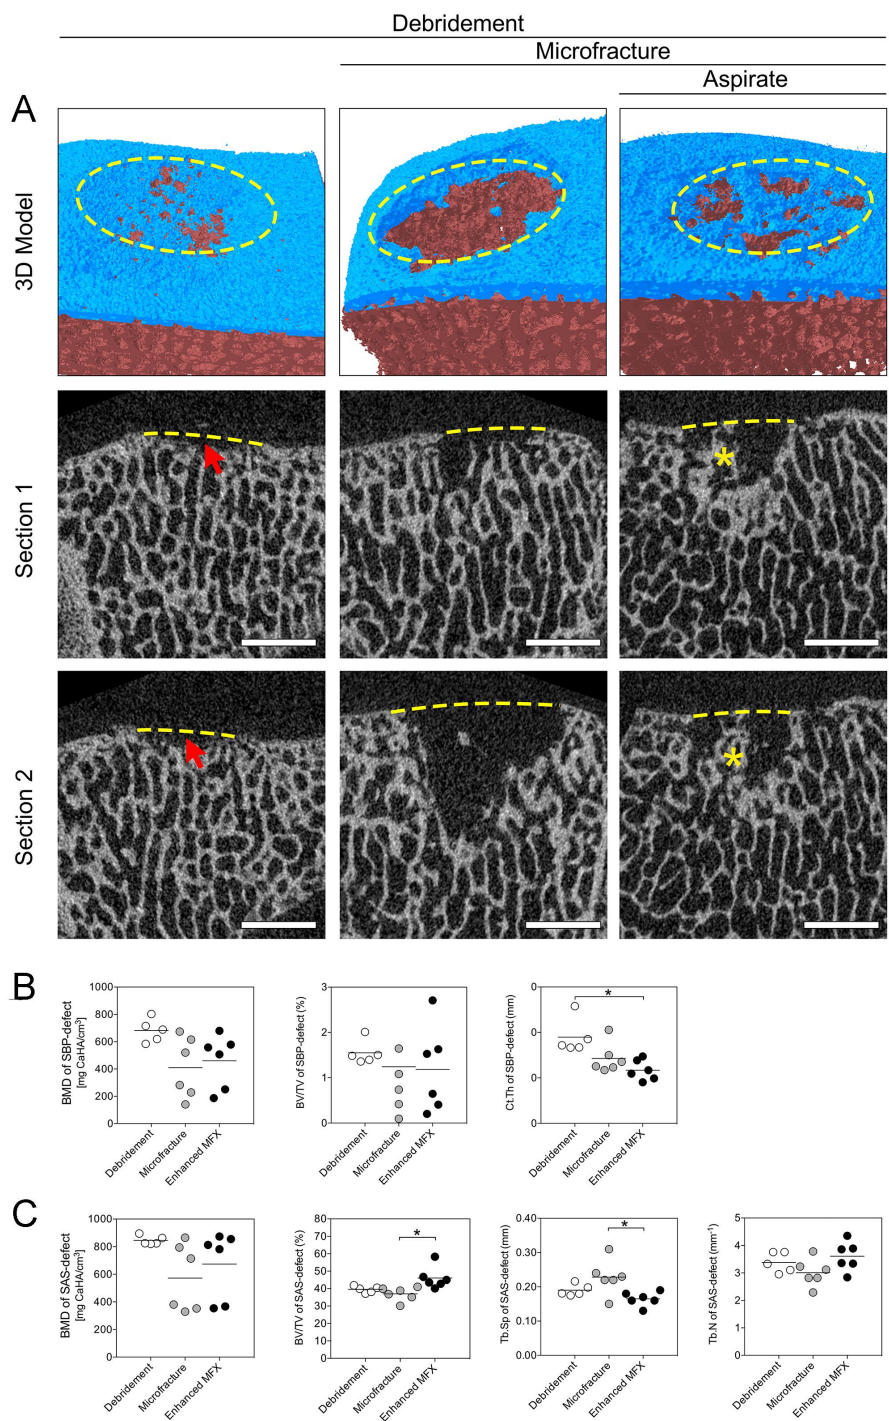 Debridement
Microfracture
Aspirate
A
3D Model
Section 1
*
Section 2
*
B
BMD of SBP-defect
[mg CaHA/cm³]
1000
800
600
400
200
0
Debridement
Microfracture
Enhanced MFX
BV/TV of SBP-defect (%)
3
2
1
0
Debridement
Microfracture
Enhanced MFX
Ct.Th of SBP-defect (mm)
0
0
0
0
*
Debridement
Microfracture
Enhanced MFX
C
BMD of SAS-defect
[mg CaHA/cm³]
1000
800
600
400
200
0
Debridement
Microfracture
Enhanced MFX
BV/TV of SAS-defect (%)
80
70
60
50
40
30
20
10
0
*
Debridement
Microfracture
Enhanced MFX
Tb.Sp of SAS-defect (mm)
0.40
0.30
0.20
0.10
0.00
*
Debridement
Microfracture
Enhanced MFX
Tb.N of SAS-defect (mm⁻¹)
5
4
3
2
1
0
Debridement
Microfracture
Enhanced MFX